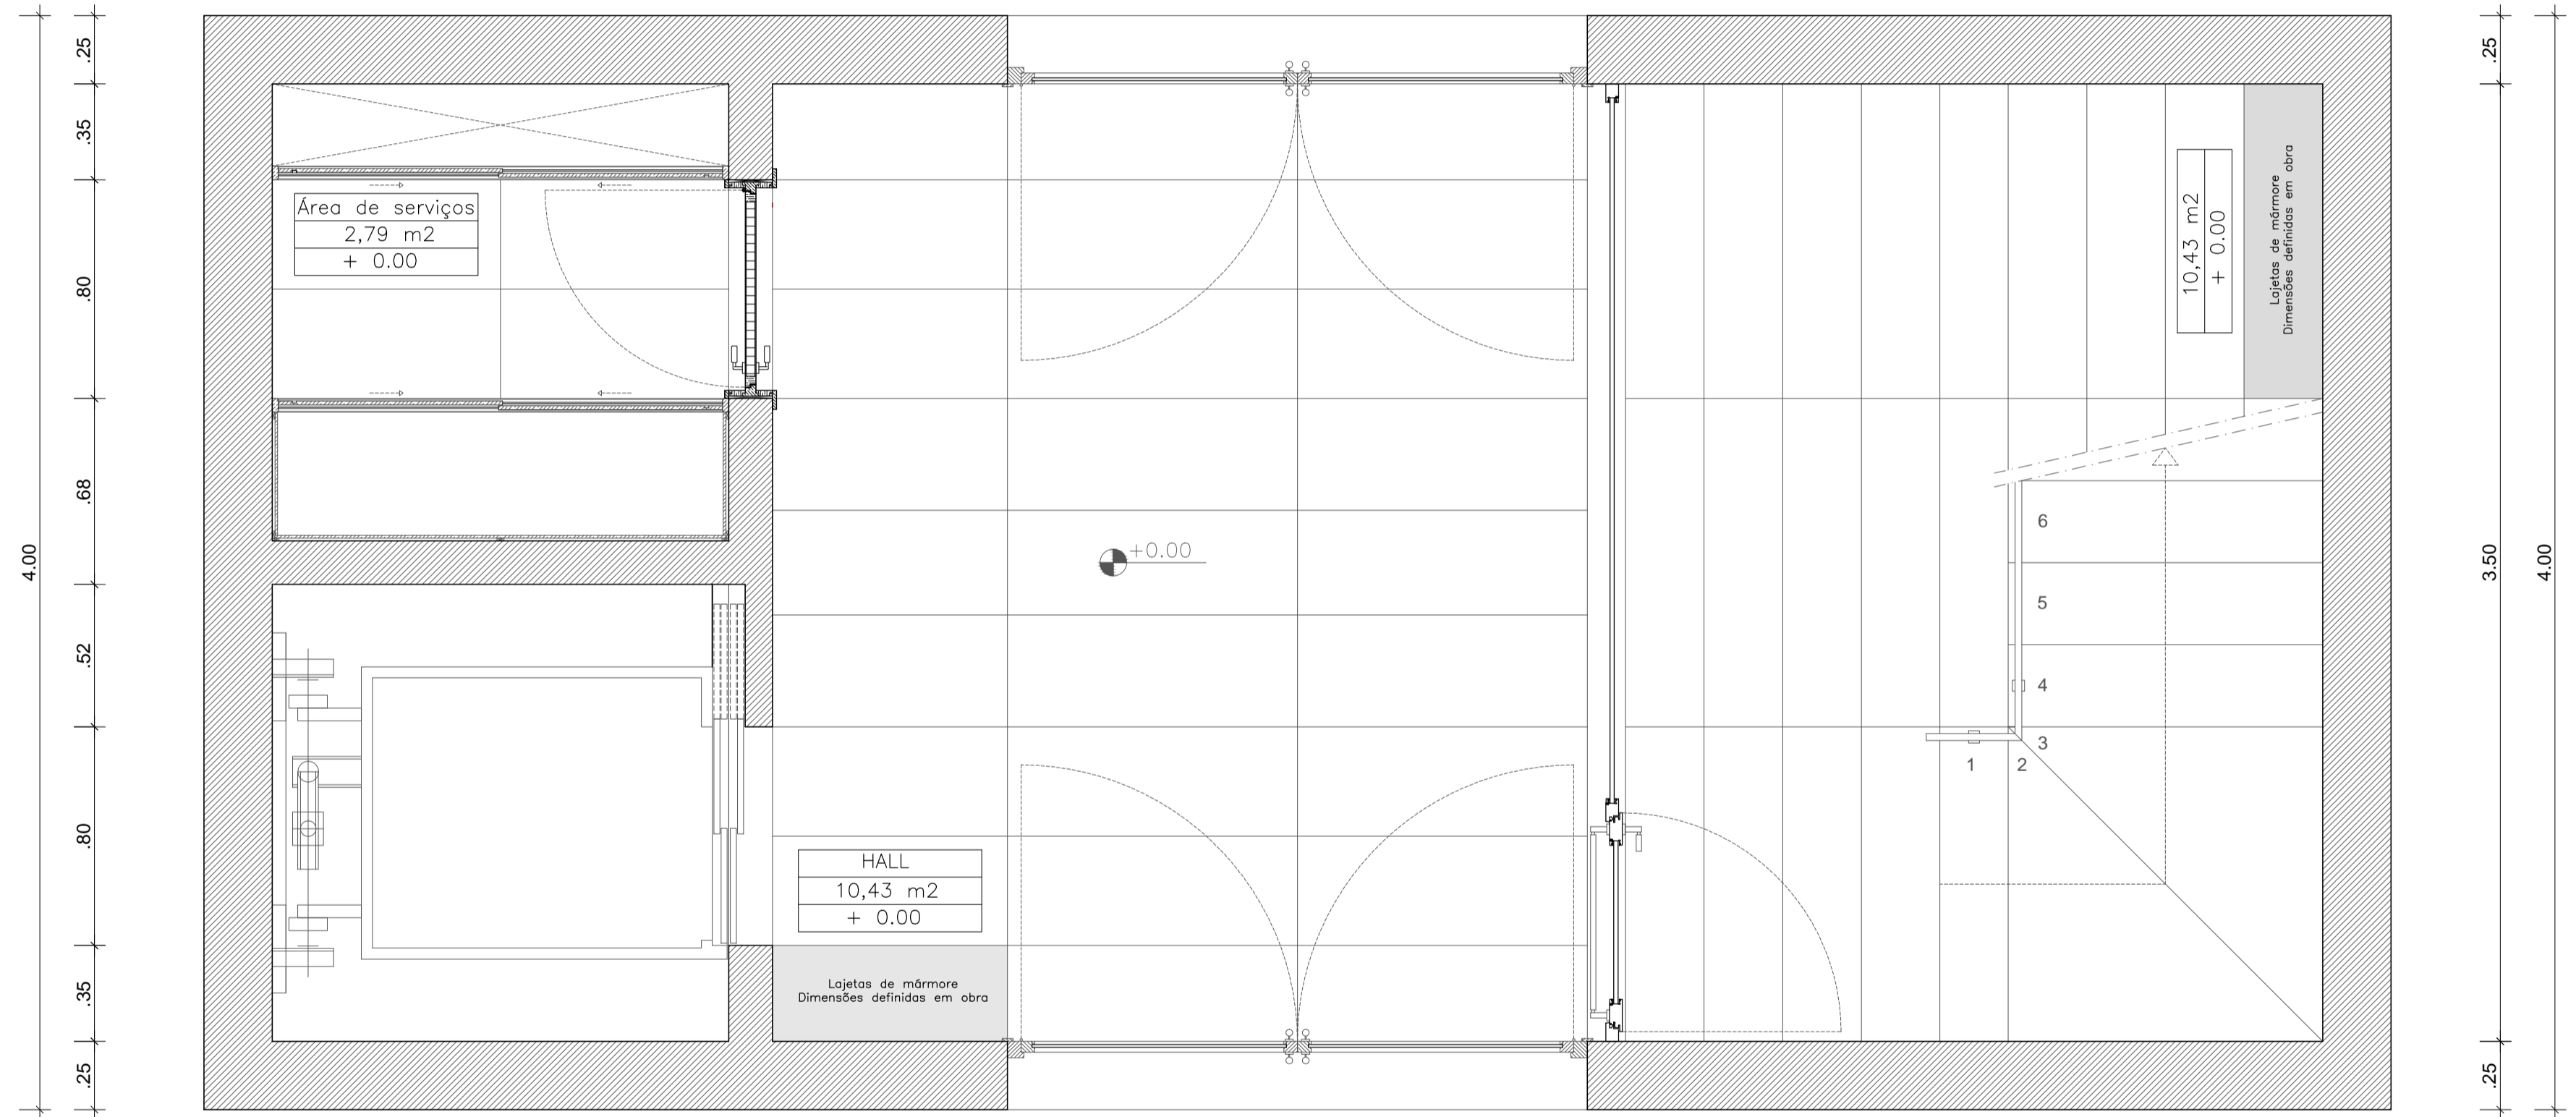 4.00
.25
.35
.80
.68
.52
.80
.35
.25
Área de serviços
2,79 m2
+ 0.00
+0.00
HALL
10,43 m2
+ 0.00
Lajetas de mármore
Dimensões definidas em obra
10,43 m2
+ 0.00
Lajetas de mármore
Dimensões definidas em obra
6
5
4
3
1
2
.25
3.50
.25
4.00